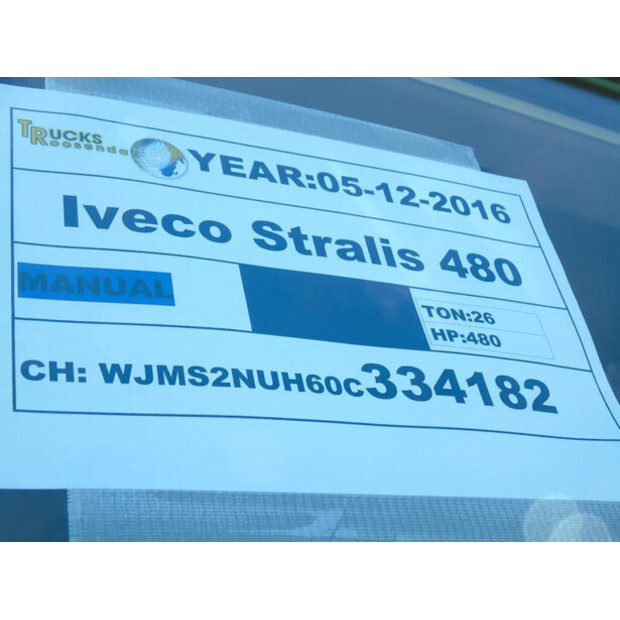 TRUCKS
Roosenda
YEAR:05-12-2016
Iveco Stralis 480
MANUAL
TON:26
HP:480
CH: WJMS2NUH60C334182